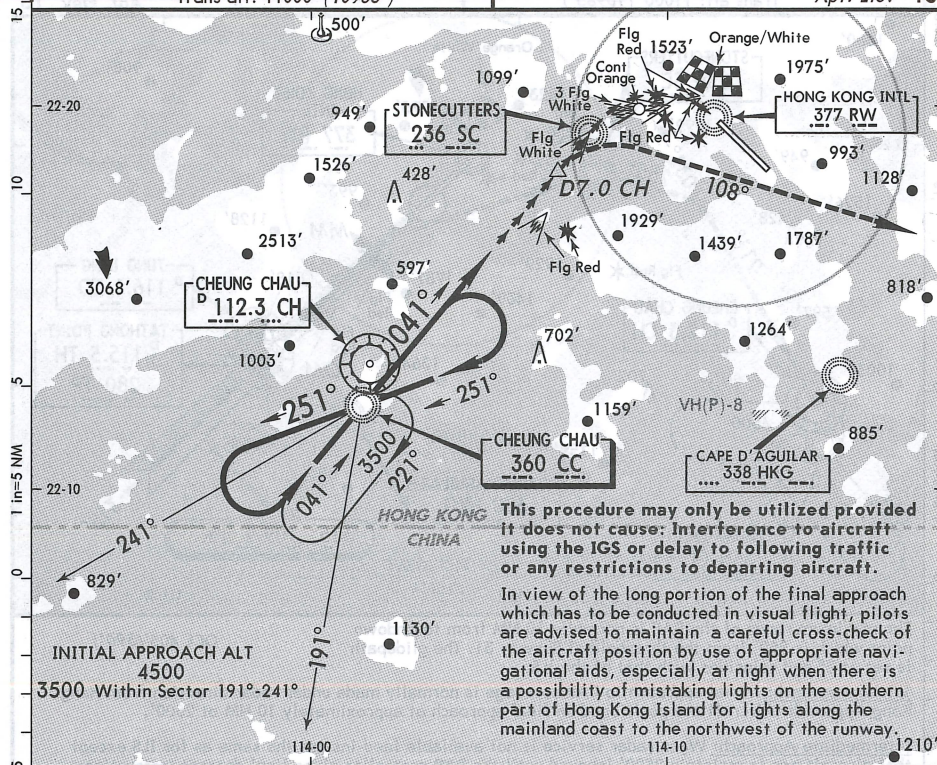 Trans alt: 11000' (10985')
15
500'
Flg Red
1523'
Orange/White
1975'
Cont Orange
1099'
3 Flg White
HONG KONG INTL
377 RW
22-20
949'
STONECUTTERS
236 SC
Flg White
Flg Red
993'
1526'
428'
10
D7.0 CH
108°
1128'
1929'
2513'
1439'
1787'
Flg Red
3068'
597'
818'
CHEUNG CHAU
D 112.3 CH
041°
1003'
702'
1264'
5
251°
251°
VH(P)-8
1159'
885'
3500
CHEUNG CHAU
360 CC
CAPE D'AGUILAR
338 HKG
1 in=5 NM
22-10
041°
221°
HONG KONG
CHINA
241°
This procedure may only be utilized provided
it does not cause: Interference to aircraft
using the IGS or delay to following traffic
or any restrictions to departing aircraft.
0
829'
In view of the long portion of the final approach
which has to be conducted in visual flight, pilots
are advised to maintain a careful cross-check of
the aircraft position by use of appropriate navi-
gational aids, especially at night when there is
a possibility of mistaking lights on the southern
part of Hong Kong Island for lights along the
mainland coast to the northwest of the runway.
1130'
191°
INITIAL APPROACH ALT
4500
3500 Within Sector 191°-241°
114-00
114-10
1210'
5